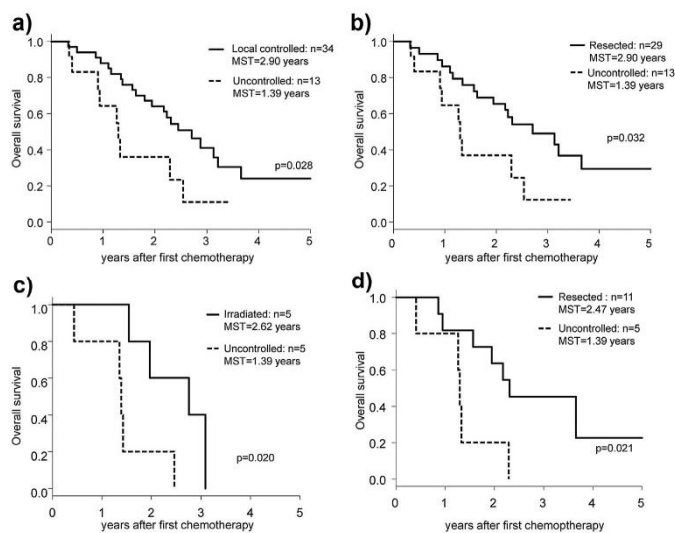 a)
Overall survival
1.0
0.8
0.6
0.4
0.2
0.0
Local controlled: n=34
MST=2.90 years
Uncontrolled: n=13
MST=1.39 years
p=0.028
0 1 2 3 4 5
years after first chemotherapy
b)
Overall survival
1.0
0.8
0.6
0.4
0.2
0.0
Resected: n=29
MST=2.90 years
Uncontrolled: n=13
MST=1.39 years
p=0.032
0 1 2 3 4 5
years after first chemotherapy
c)
Overall survival
1.0
0.8
0.6
0.4
0.2
0.0
Irradiated: n=5
MST=2.62 years
Uncontrolled: n=5
MST=1.39 years
p=0.020
0 1 2 3 4 5
years after first chemotherapy
d)
Overall survival
1.0
0.8
0.6
0.4
0.2
0.0
Resected : n=11
MST=2.47 years
Uncontrolled: n=5
MST=1.39 years
p=0.021
0 1 2 3 4 5
years after first chemoptherapy